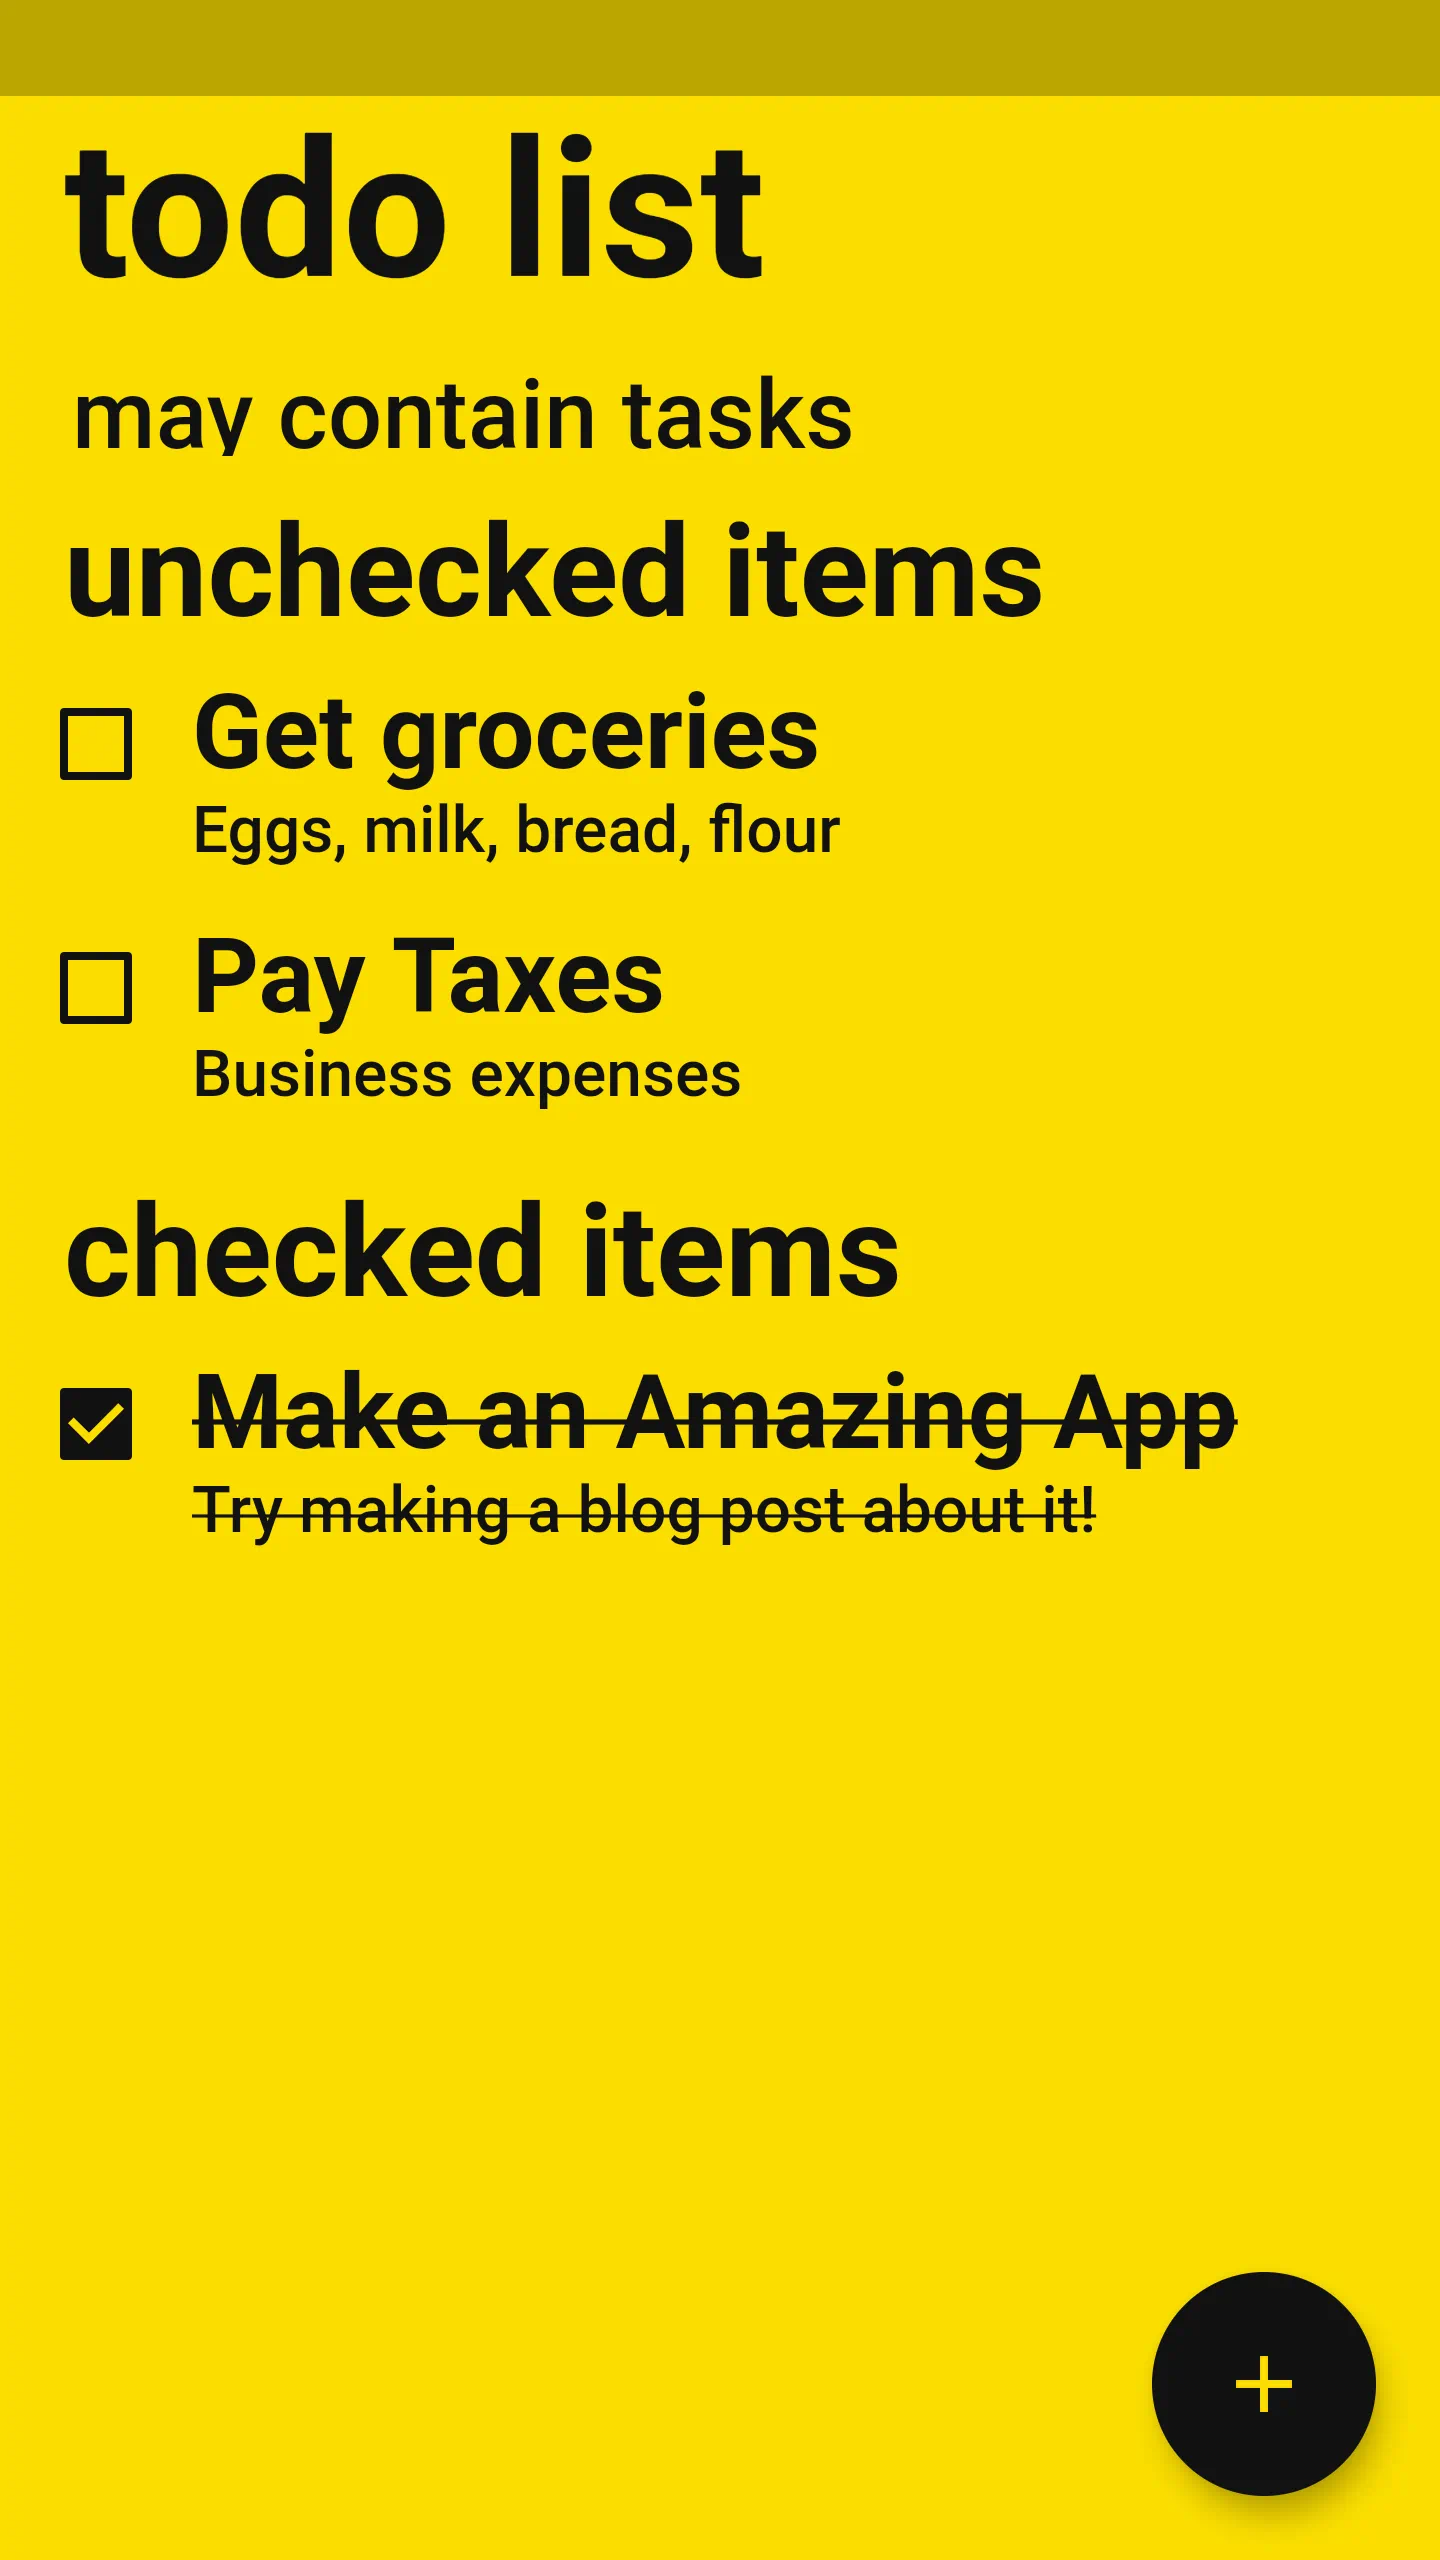 todo list
may contain tasks
unchecked items
Get groceries
Eggs, milk, bread, flour
Pay Taxes
Business expenses
checked items
Make an Amazing App
Try making a blog post about it!